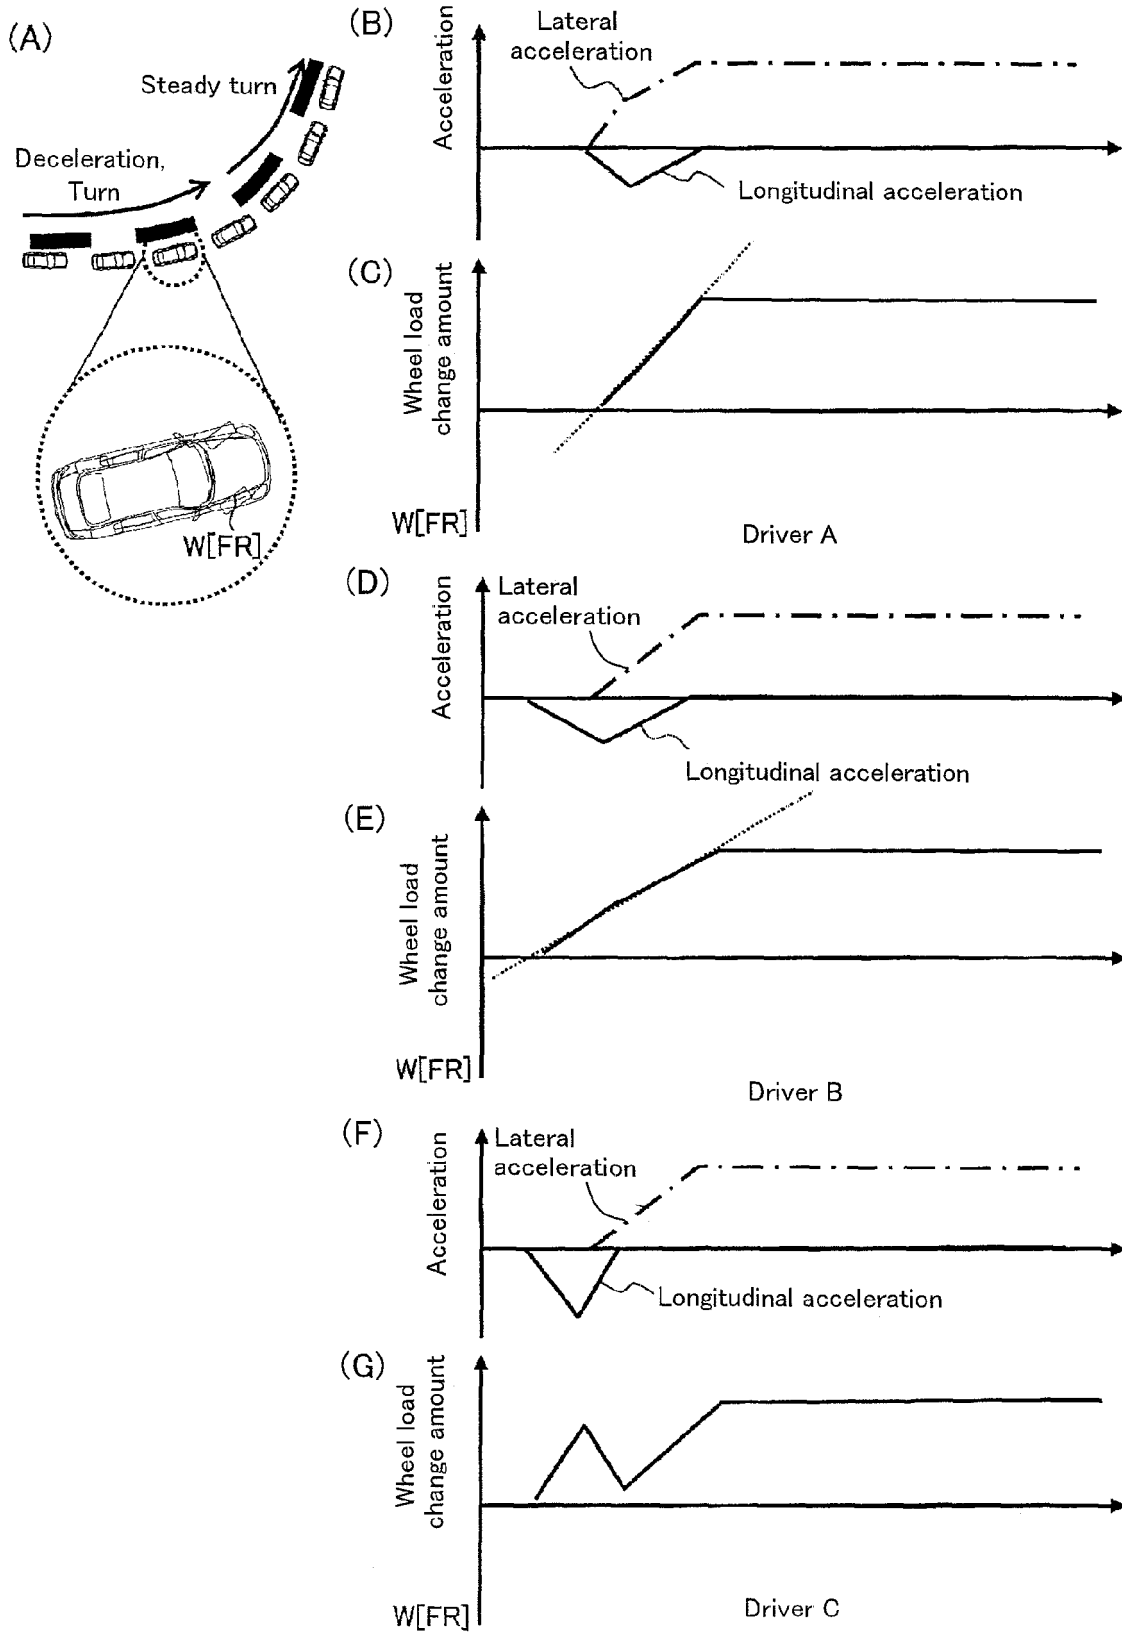 (A)
Steady turn
Deceleration,
Turn
W[FR]
(B)
Acceleration
Lateral
acceleration
Longitudinal acceleration
(C)
Wheel load
change amount
W[FR]
Driver A
(D)
Acceleration
Lateral
acceleration
Longitudinal acceleration
(E)
Wheel load
change amount
W[FR]
Driver B
(F)
Acceleration
Lateral
acceleration
Longitudinal acceleration
(G)
Wheel load
change amount
W[FR]
Driver C